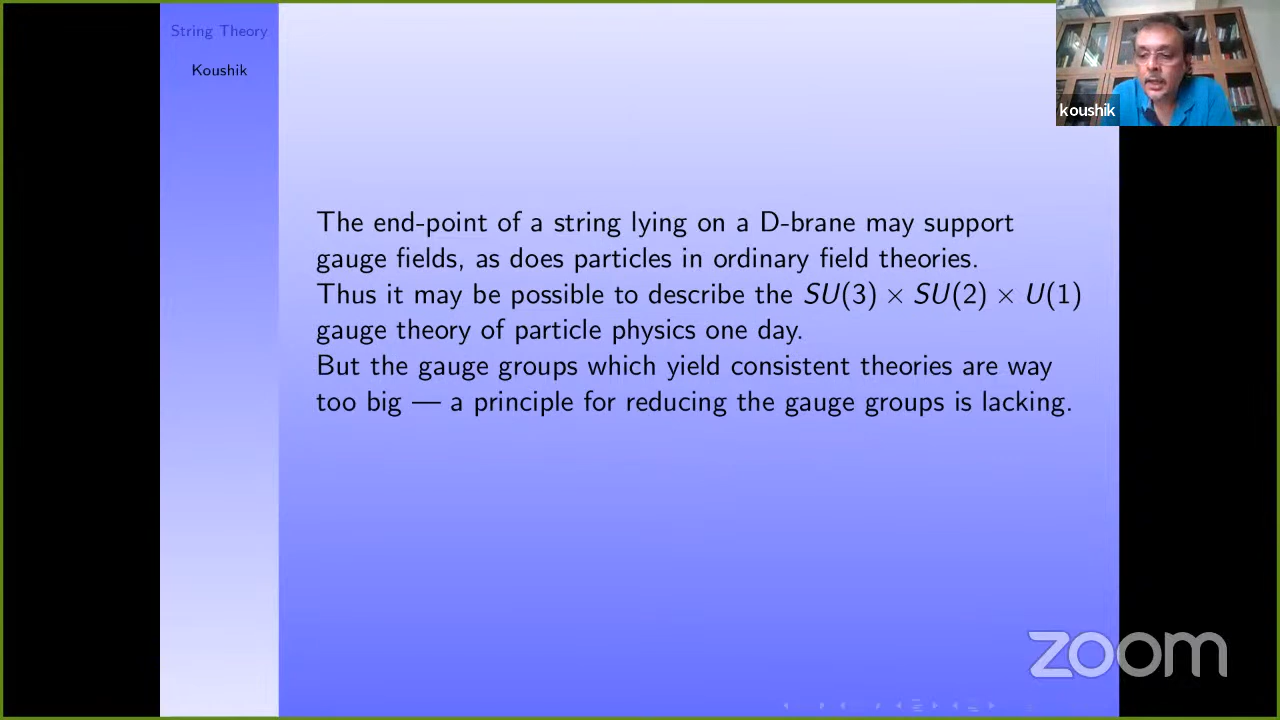 String Theory
Koushik
koushik
The end-point of a string lying on a D-brane may support
gauge fields, as does particles in ordinary field theories.
Thus it may be possible to describe the SU(3) × SU(2) × U(1)
gauge theory of particle physics one day.
But the gauge groups which yield consistent theories are way
too big — a principle for reducing the gauge groups is lacking.
zoom